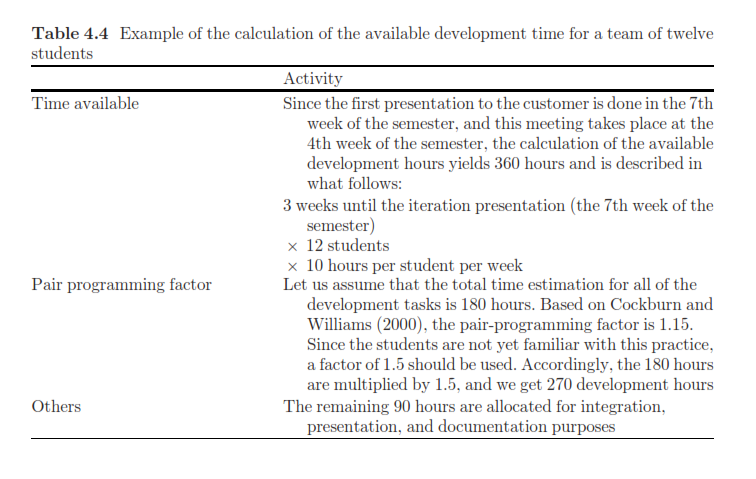 Table 4.4 Example of the calculation of the available development time for a team of twelve
students
Activity
Time available
Since the first presentation to the customer is done in the 7th
week of the semester, and this meeting takes place at the
4th week of the semester, the calculation of the available
development hours yields 360 hours and is described in
what follows:
3 weeks until the iteration presentation (the 7th week of the
semester)
× 12 students
× 10 hours per student per week
Pair programming factor
Let us assume that the total time estimation for all of the
development tasks is 180 hours. Based on Cockburn and
Williams (2000), the pair-programming factor is 1.15.
Since the students are not yet familiar with this practice,
a factor of 1.5 should be used. Accordingly, the 180 hours
are multiplied by 1.5, and we get 270 development hours
Others
The remaining 90 hours are allocated for integration,
presentation, and documentation purposes